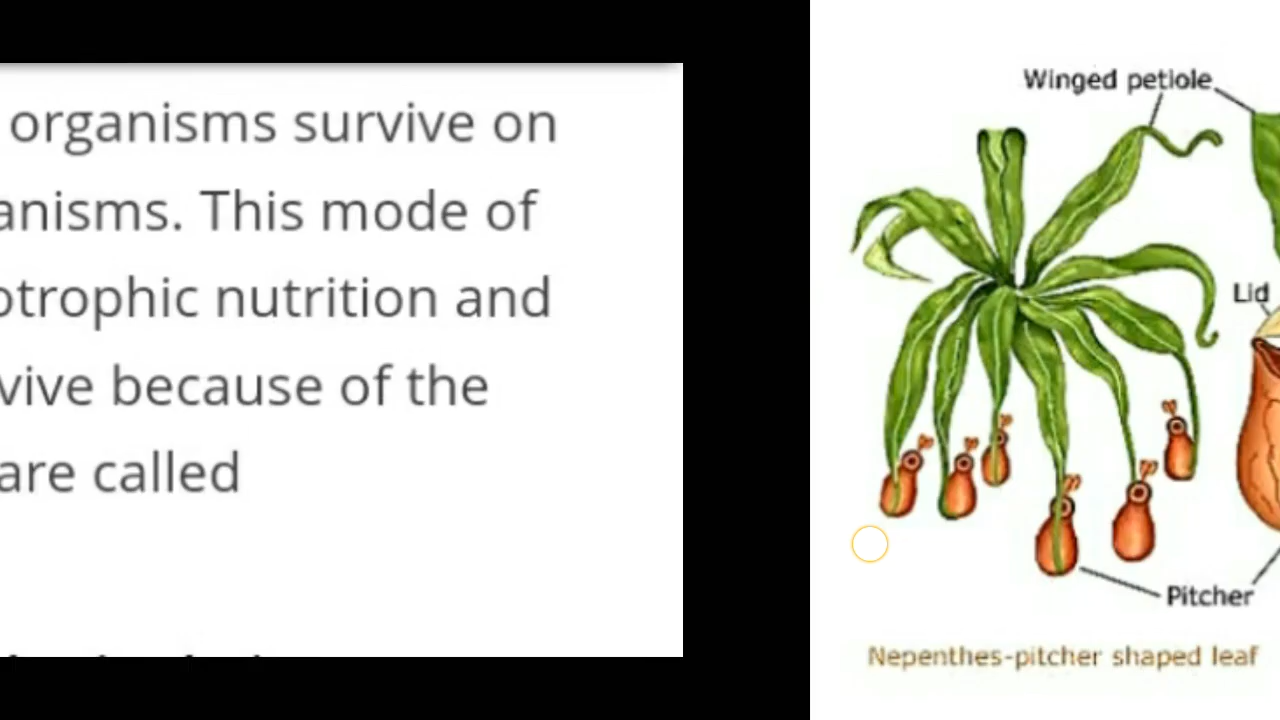 organisms survive on
anisms. This mode of
otrophic nutrition and
vive because of the
are called
Winged petiole
Lid
Pitcher
Nepenthes-pitcher shaped leaf